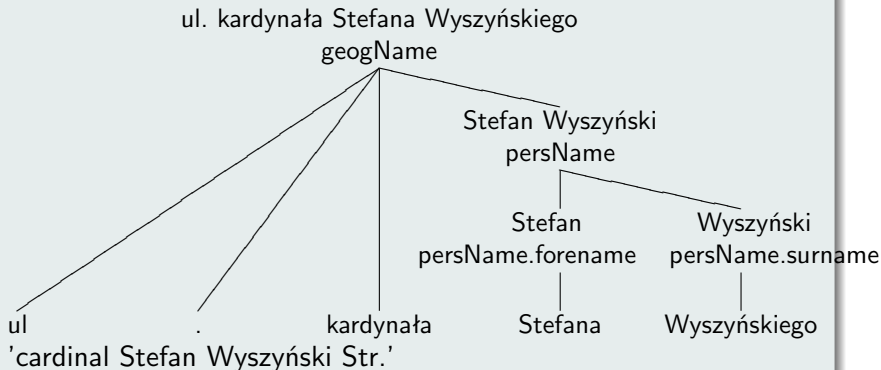 ul. kardynała Stefana Wyszyńskiego
geogName
Stefan Wyszyński
persName
Stefan Wyszyński
persName.forename persName.surname
ul . kardynała Stefana Wyszyńskiego
'cardinal Stefan Wyszyński Str.'